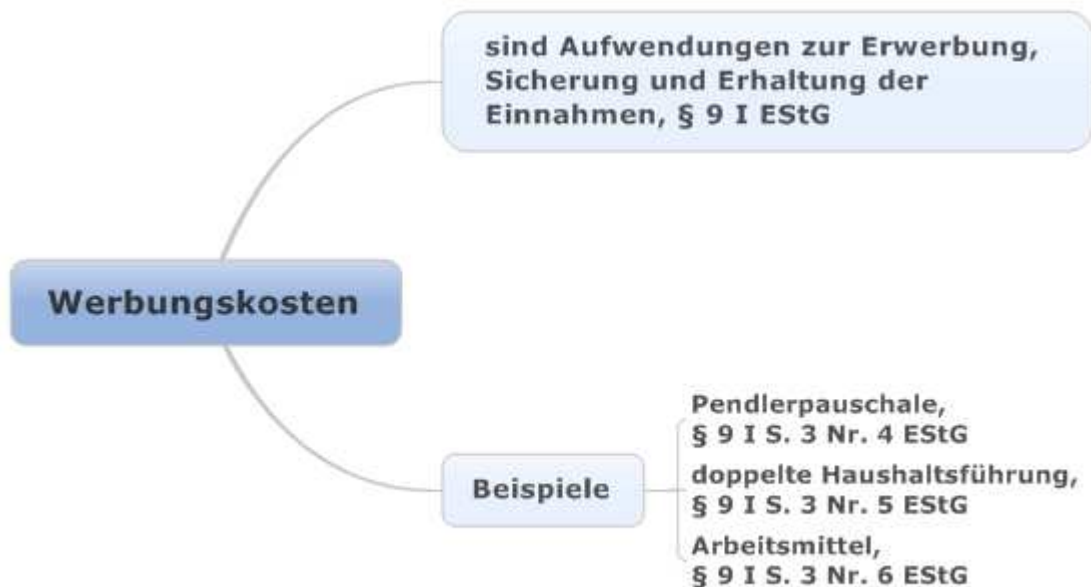 sind Aufwendungen zur Erwerbung,
Sicherung und Erhaltung der
Einnahmen, § 9 I EStG
Werbungskosten
Beispiele
Pendlerpauschale,
§ 9 I S. 3 Nr. 4 EStG
doppelte Haushaltsführung,
§ 9 I S. 3 Nr. 5 EStG
Arbeitsmittel,
§ 9 I S. 3 Nr. 6 EStG